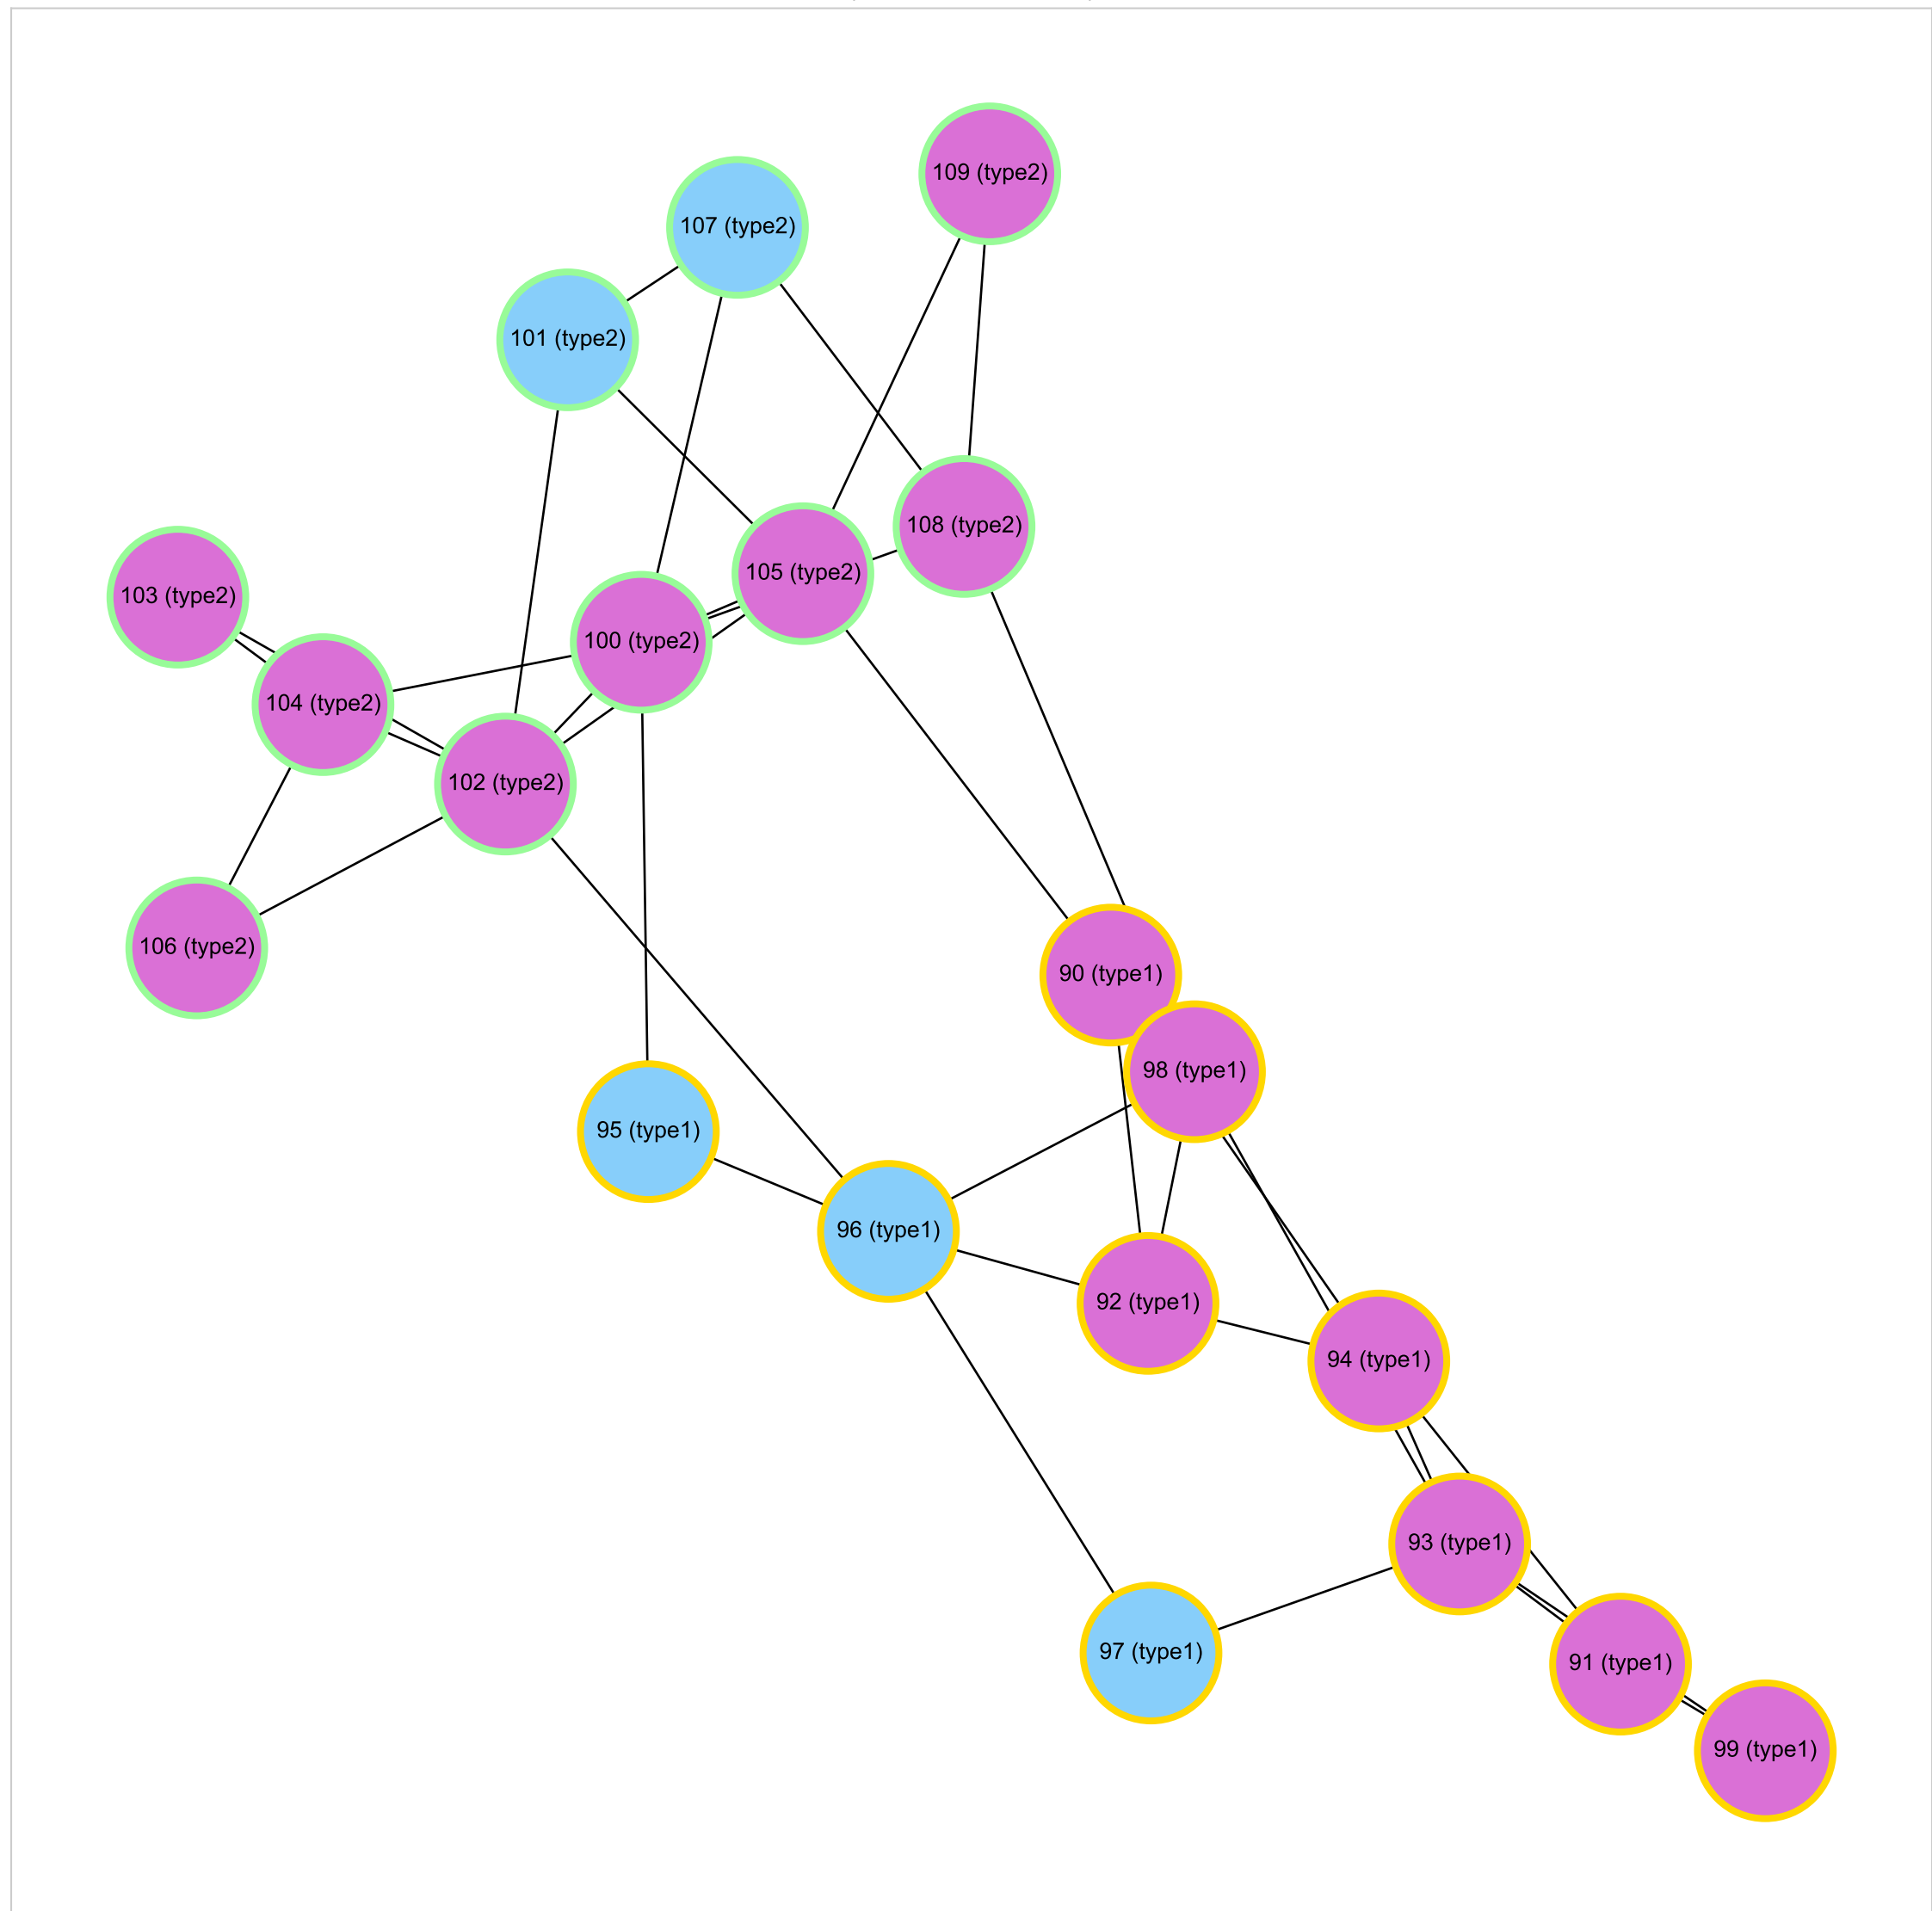 109 (type2)
107 (type2)
101 (type2)
108 (type2)
105 (type2)
103 (type2)
100 (type2)
104 (type2)
102 (type2)
106 (type2)
90 (type1)
98 (type1)
95 (type1)
96 (type1)
92 (type1)
94 (type1)
93 (type1)
97 (type1)
91 (type1)
99 (type1)